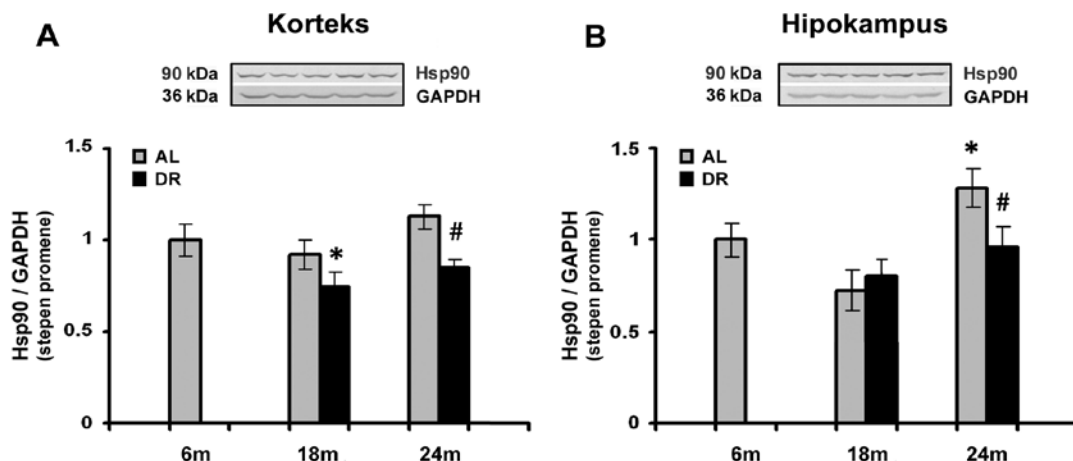 A
Korteks
90 kDa
Hsp90
36 kDa
GAPDH
AL
DR
Hsp90 / GAPDH
(stepen promene)
1.5
1
0.5
0
*
#
6m
18m
24m
B
Hipokampus
90 kDa
Hsp90
36 kDa
GAPDH
AL
DR
Hsp90 / GAPDH
(stepen promene)
1.5
1
0.5
0
*
#
6m
18m
24m